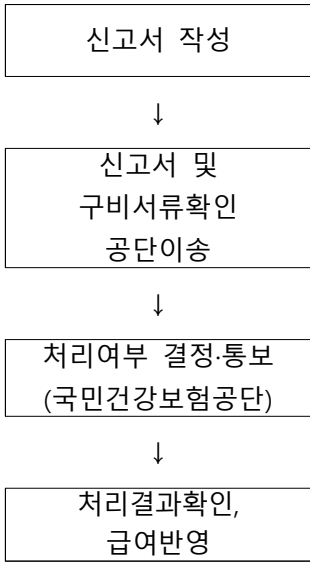 신고서 작성
↓
신고서 및
구비서류확인
공단이송
↓
처리여부 결정·통보
(국민건강보험공단)
↓
처리결과확인,
급여반영